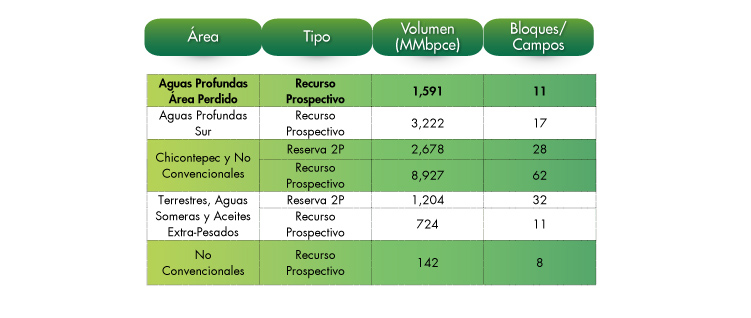 Área
Tipo
Volumen
(MMbpce)
Bloques/
Campos
Aguas Profundas
Área Perdido
Recurso
Prospectivo
1,591
11
Aguas Profundas
Sur
Recurso
Prospectivo
3,222
17
Chicontepec y No
Convencionales
Reserva 2P
2,678
28
Recurso
Prospectivo
8,927
62
Terrestres, Aguas
Someras y Aceites
Extra-Pesados
Reserva 2P
1,204
32
Recurso
Prospectivo
724
11
No
Convencionales
Recurso
Prospectivo
142
8